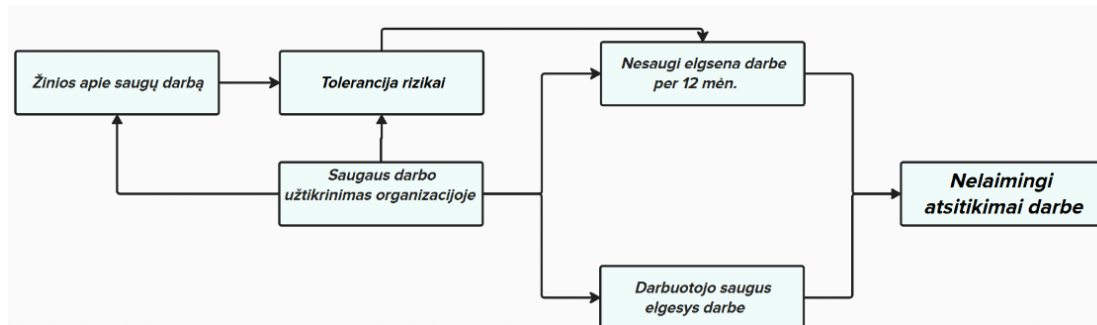 Žinios apie saugų darbą
Tolerancija rizikai
Nesaugi elgsena darbe
per 12 mėn.
Saugaus darbo
užtikrinimas organizacijoje
Nelaimingi
atsitikimai darbe
Darbuotojo saugus
elgesys darbe